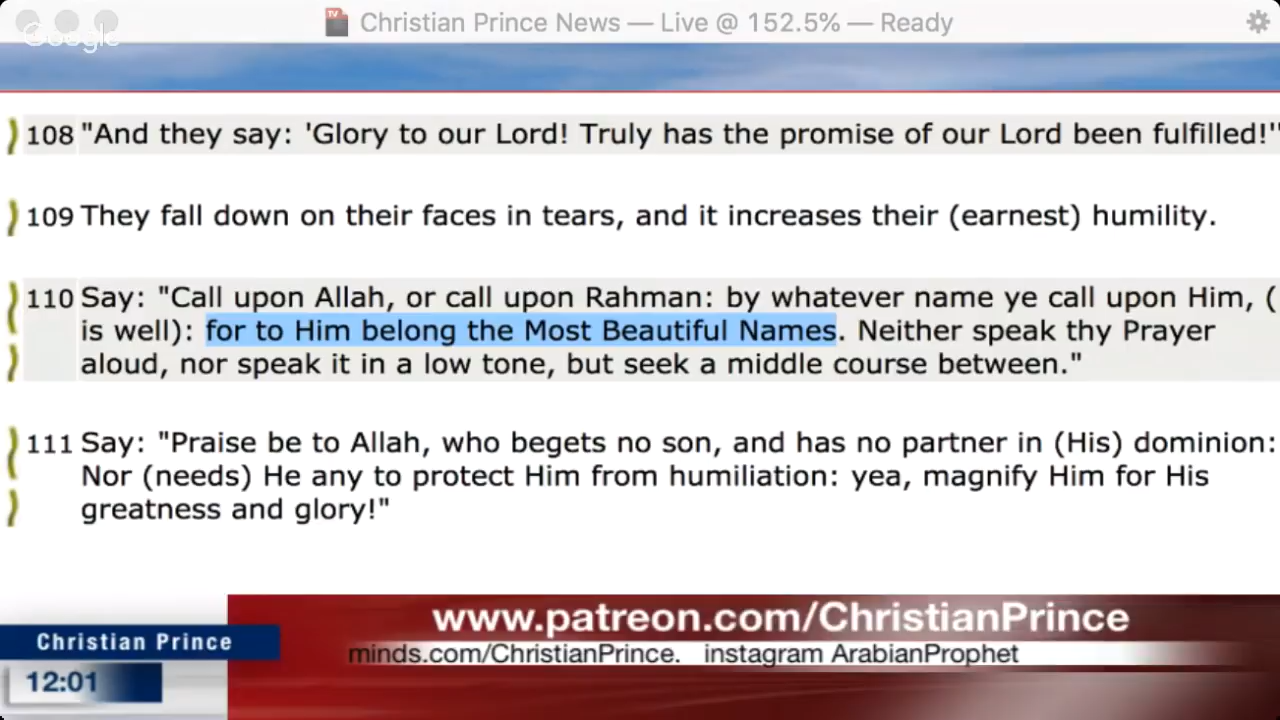 Christian Prince News — Live @ 152.5% — Ready
Google
108 "And they say: 'Glory to our Lord! Truly has the promise of our Lord been fulfilled!'"
109 They fall down on their faces in tears, and it increases their (earnest) humility.
110 Say: "Call upon Allah, or call upon Rahman: by whatever name ye call upon Him, (
is well): for to Him belong the Most Beautiful Names. Neither speak thy Prayer
aloud, nor speak it in a low tone, but seek a middle course between."
111 Say: "Praise be to Allah, who begets no son, and has no partner in (His) dominion:
Nor (needs) He any to protect Him from humiliation: yea, magnify Him for His
greatness and glory!"
www.patreon.com/ChristianPrince
Christian Prince
minds.com/ChristianPrince. instagram ArabianProphet
12:01